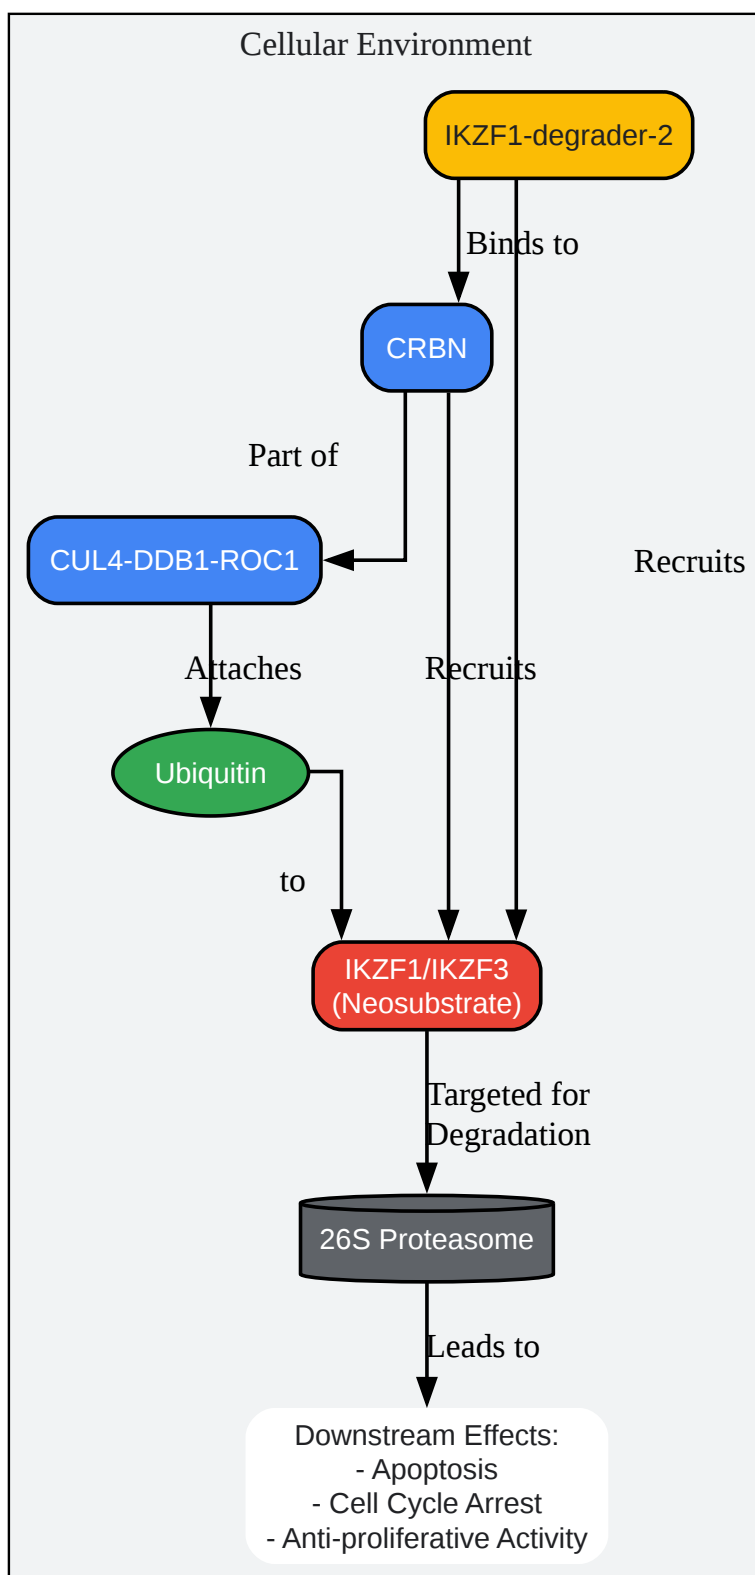 Cellular Environment
IKZF1-degrader-2
Binds to
CRBN
Part of
CUL4-DDB1-ROC1
Recruits
Attaches
Recruits
Ubiquitin
to
IKZF1/IKZF3
(Neosubstrate)
Targeted for
Degradation
26S Proteasome
Leads to
Downstream Effects:
- Apoptosis
- Cell Cycle Arrest
- Anti-proliferative Activity